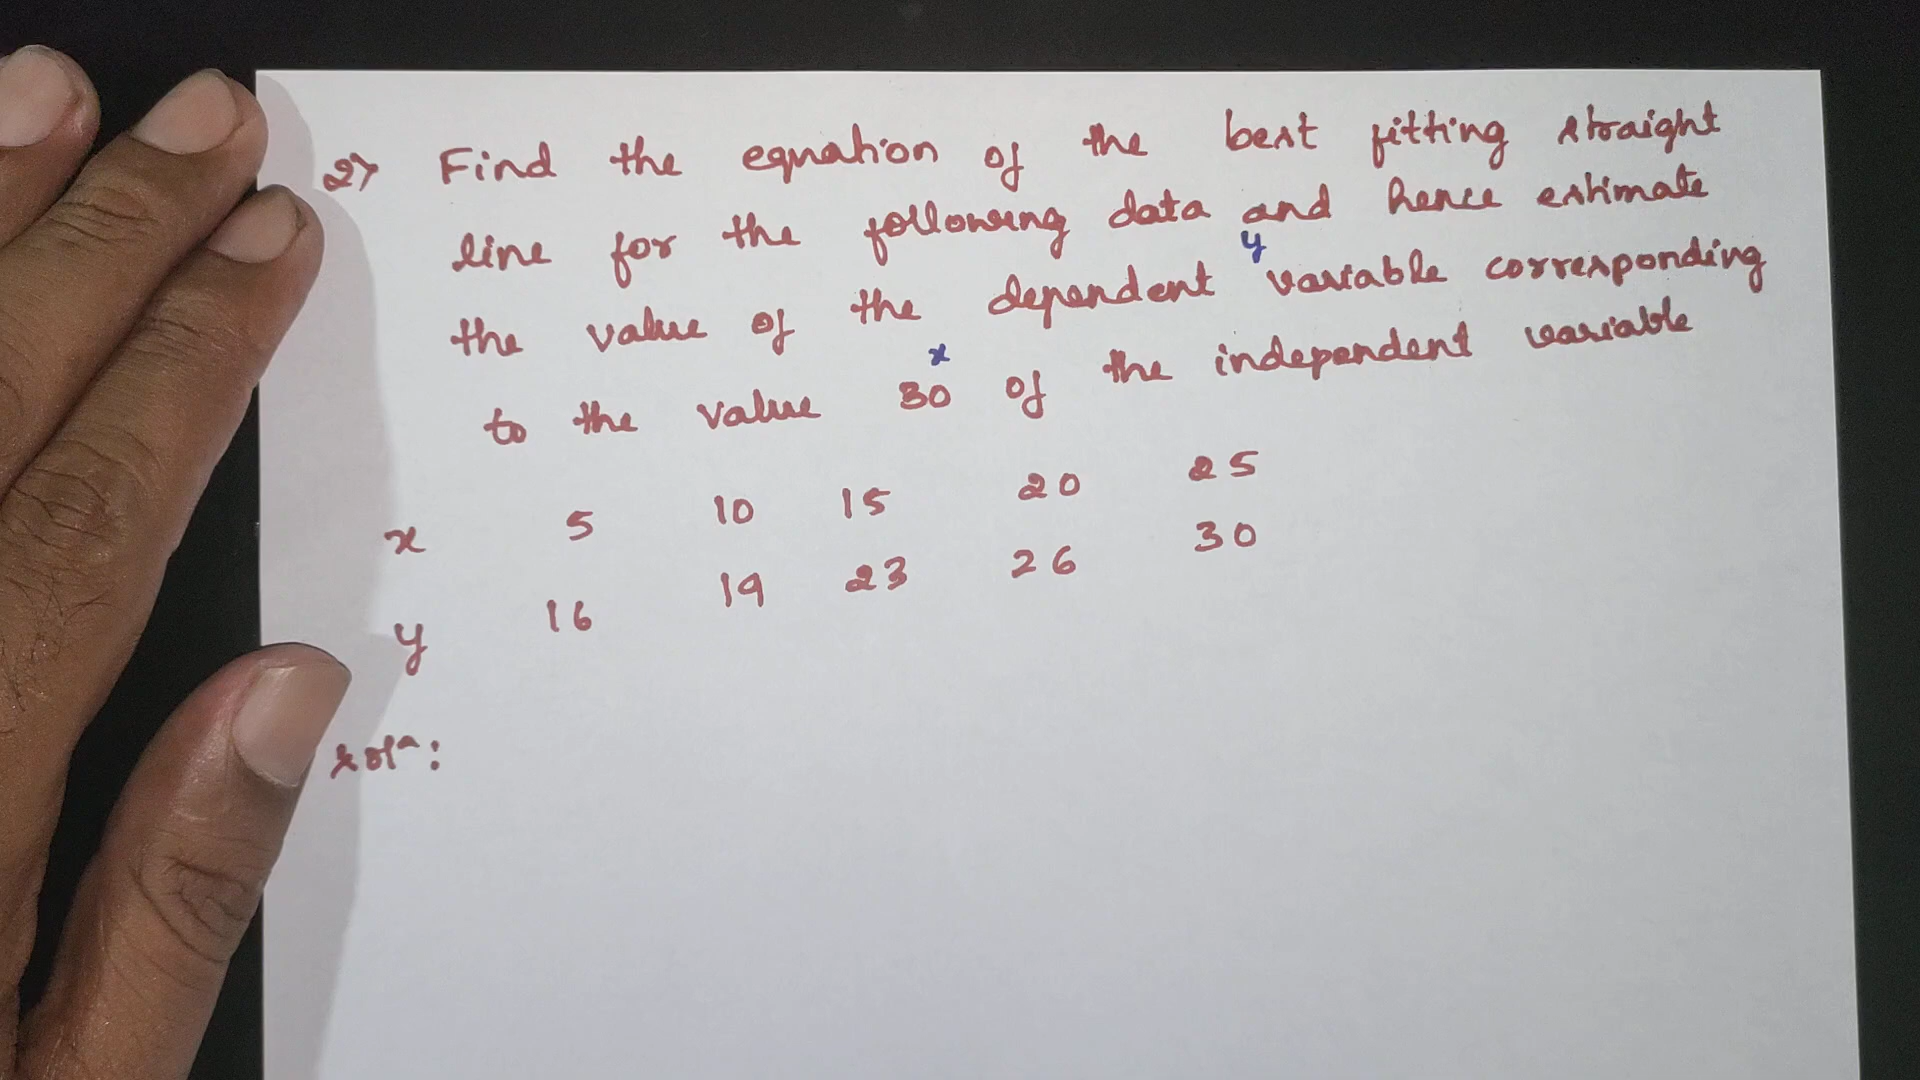 2> Find the equation of the best fitting straight
line for the following data and hence estimate
y
the value of the dependent variable corresponding
x
to the value 30 of the independent variable
x 5 10 15 20 25
y 16 19 23 26 30
soln: